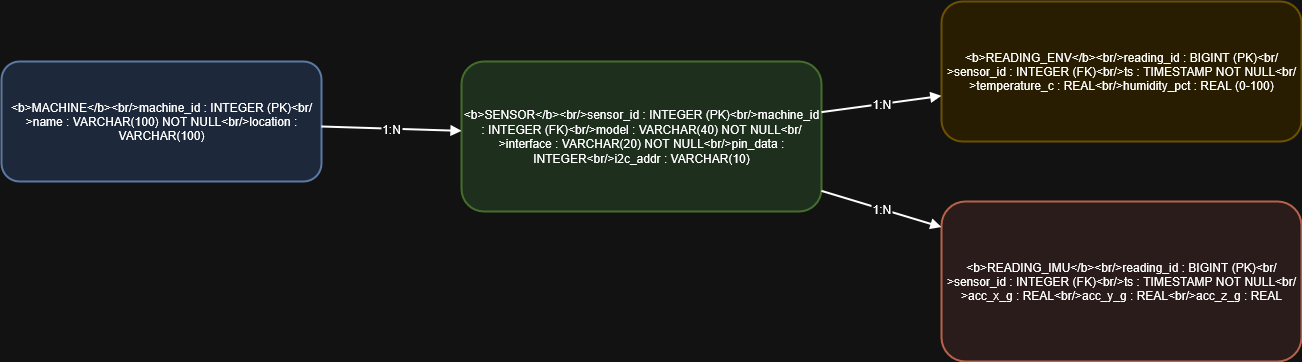 <b>MACHINE</b><br/>machine_id : INTEGER (PK)<br/
>name : VARCHAR(100) NOT NULL<br/>location :
VARCHAR(100)
1:N
<b>SENSOR</b><br/>sensor_id : INTEGER (PK)<br/>machine_id
: INTEGER (FK)<br/>model : VARCHAR(40) NOT NULL<br/
>interface : VARCHAR(20) NOT NULL<br/>pin_data :
INTEGER<br/>i2c_addr : VARCHAR(10)
1:N
<b>READING_ENV</b><br/>reading_id : BIGINT (PK)<br/
>sensor_id : INTEGER (FK)<br/>ts : TIMESTAMP NOT NULL<br/
>temperature_c : REAL<br/>humidity_pct : REAL (0-100)
1:N
<b>READING_IMU</b><br/>reading_id : BIGINT (PK)<br/
>sensor_id : INTEGER (FK)<br/>ts : TIMESTAMP NOT NULL<br/
>acc_x_g : REAL<br/>acc_y_g : REAL<br/>acc_z_g : REAL